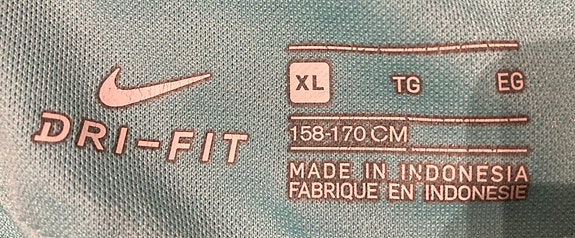 DRI-FIT
XL TG EG
158-170 CM
MADE IN INDONESIA
FABRIQUE EN INDONESIE